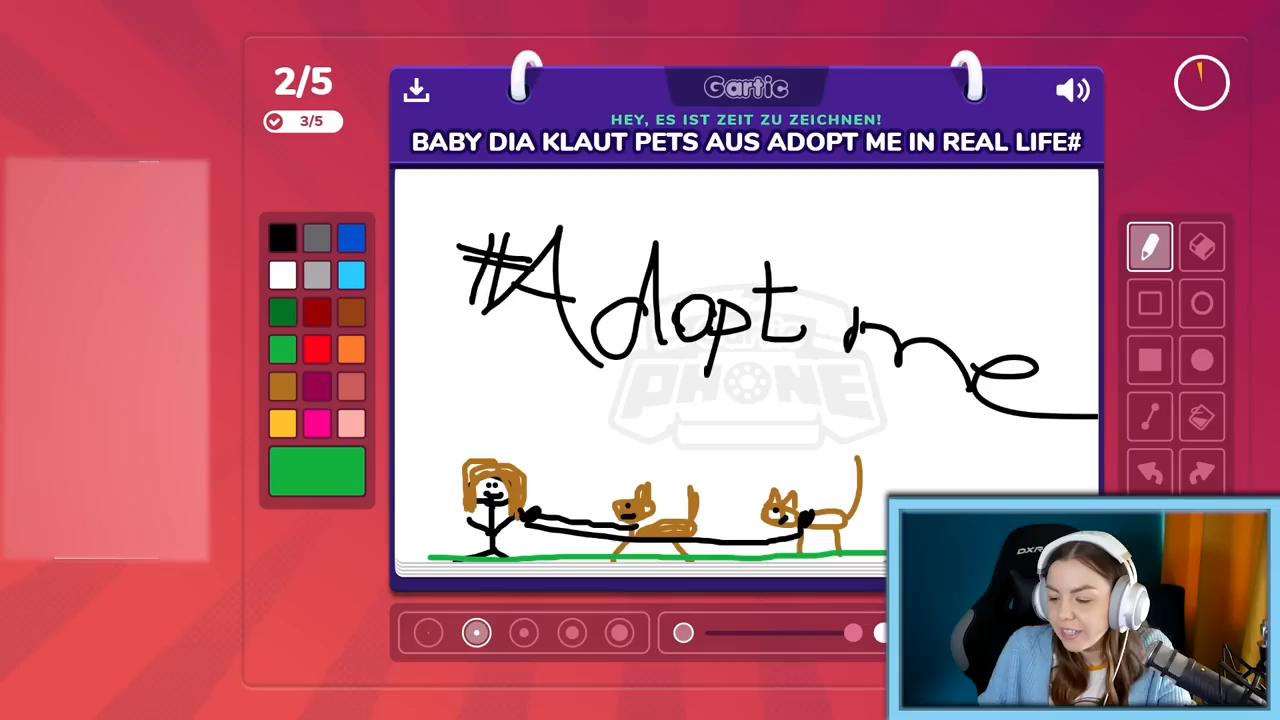 2/5
3/5
Gartic
HEY, ES IST ZEIT ZU ZEICHNEN!
BABY DIA KLAUT PETS AUS ADOPT ME IN REAL LIFE#
#Adopt me
Gartic
PHONE
DXR